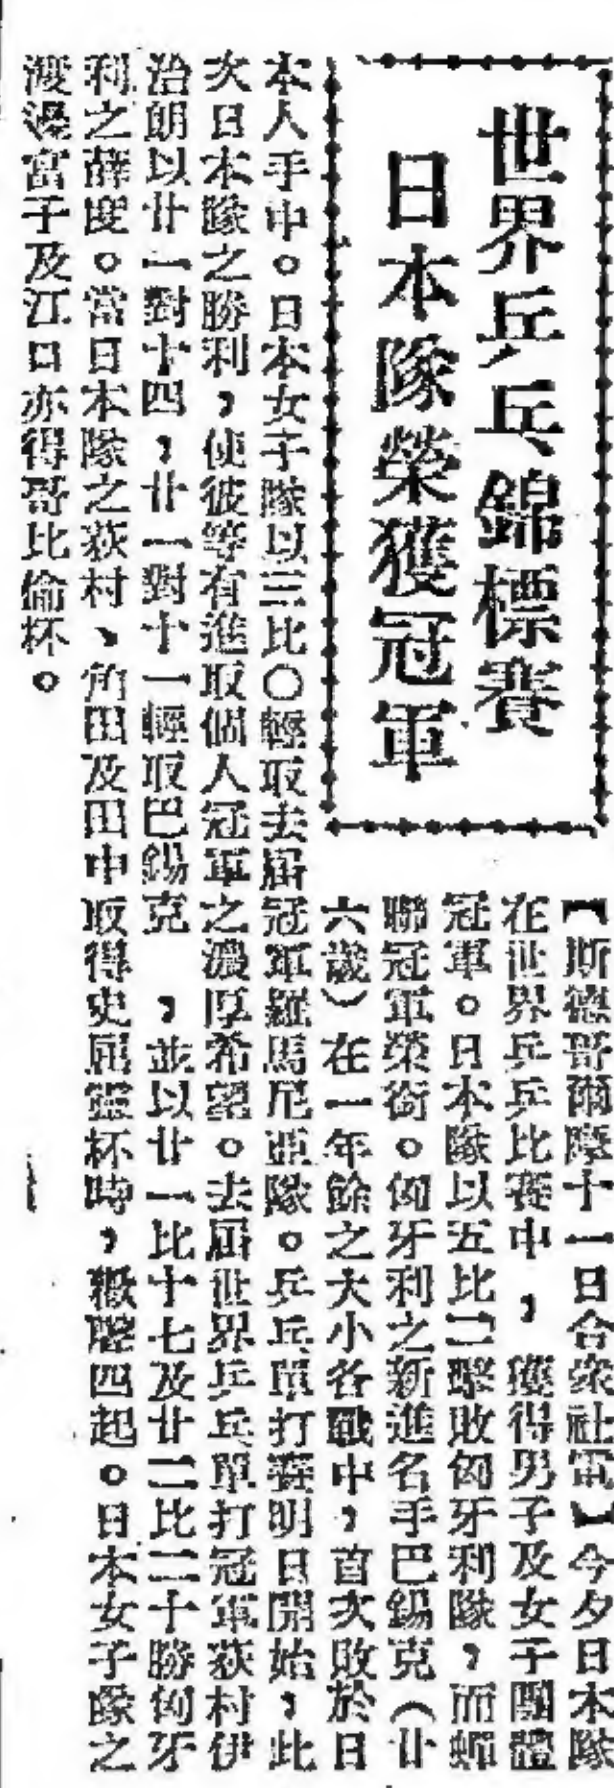 世界乒乓錦標賽
日本隊榮獲冠軍
【斯德哥爾摩十一日合衆社電】今夕日本隊
在世界乒乓比賽中，獲得男子及女子團體
冠軍。日本隊以五比二擊敗匈牙利隊，而蟬
聯冠軍榮銜。匈牙利之新進名手巴錫克（廿
六歲）在一年餘之大小各戰中，首次敗於日
本人手中。日本女子隊以三比〇輕取去屆冠軍羅馬尼亞隊。乒乓單打賽明日開始，此
次日本隊之勝利，使彼等有進取個人冠軍之濃厚希望。去屆世界乒乓單打冠軍荻村伊
治朗以廿一對十四，廿一對十一輕取巴錫克，並以廿一比十七及廿二比二十勝匈牙
利之薛度。當日本隊之荻村、角田及田中取得史屈靈杯時，歡聲四起。日本女子隊之
渡邊富子及江口亦得哥比倫杯。